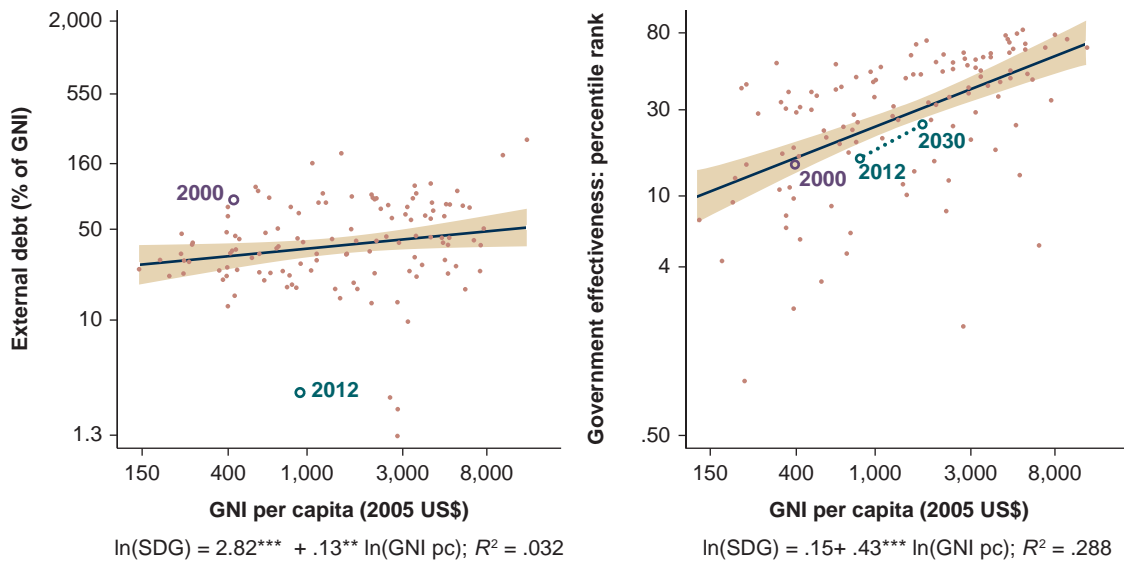 External debt (% of GNI)
2,000
550
160
50
10
1.3
2000
2012
150 400 1,000 3,000 8,000
GNI per capita (2005 US$)
ln(SDG) = 2.82*** + .13** ln(GNI pc); R² = .032
Government effectiveness: percentile rank
80
30
10
4
.50
2000
2012
2030
150 400 1,000 3,000 8,000
GNI per capita (2005 US$)
ln(SDG) = .15+ .43*** ln(GNI pc); R² = .288